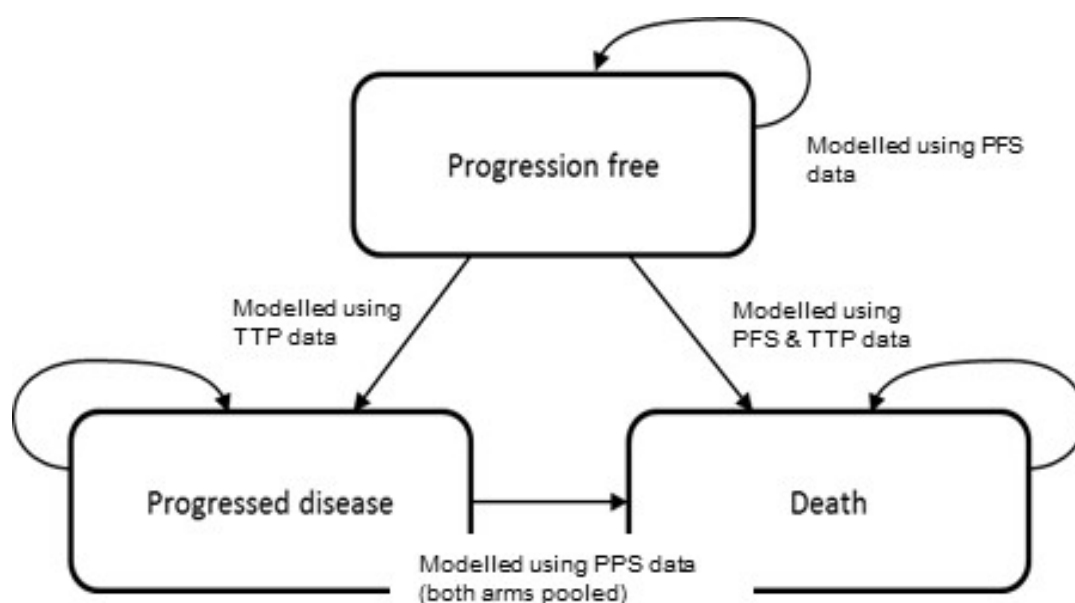 Progression free
Modelled using PFS
data
Modelled using
TTP data
Modelled using
PFS & TTP data
Progressed disease
Death
Modelled using PPS data
(both arms pooled)